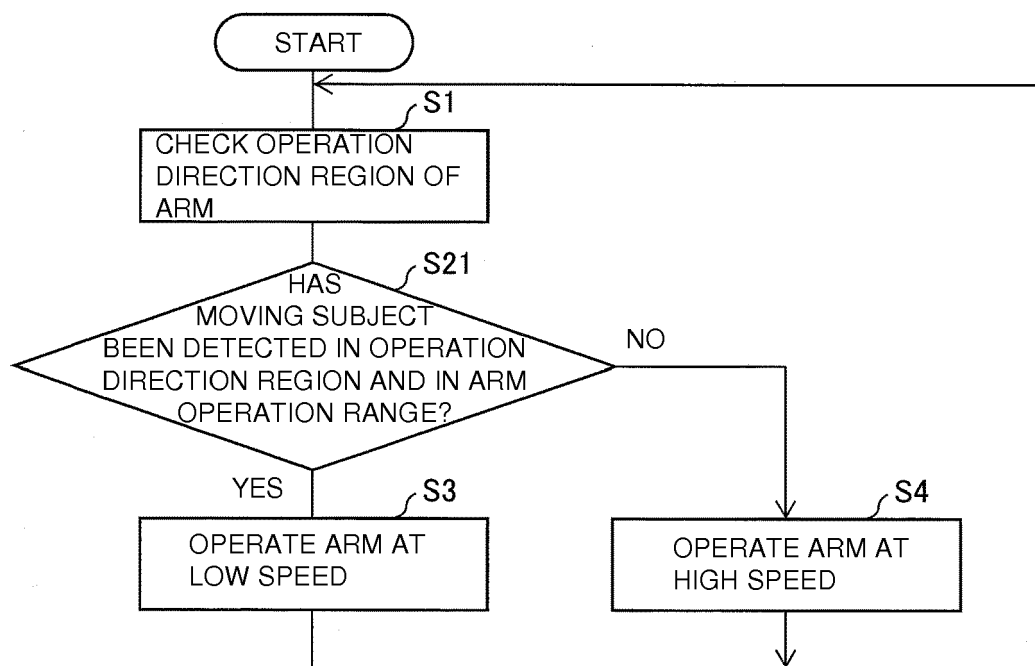 START
S1
CHECK OPERATION
DIRECTION REGION OF
ARM
S21
HAS
MOVING SUBJECT
BEEN DETECTED IN OPERATION
DIRECTION REGION AND IN ARM
OPERATION RANGE?
NO
YES
S3
OPERATE ARM AT
LOW SPEED
S4
OPERATE ARM AT
HIGH SPEED